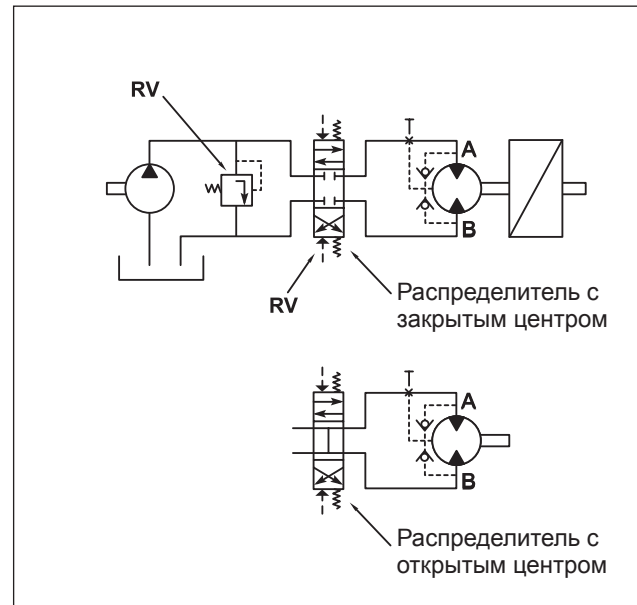 RV
T
A
B
RV
Распределитель с
закрытым центром
T
A
B
Распределитель с
открытым центром